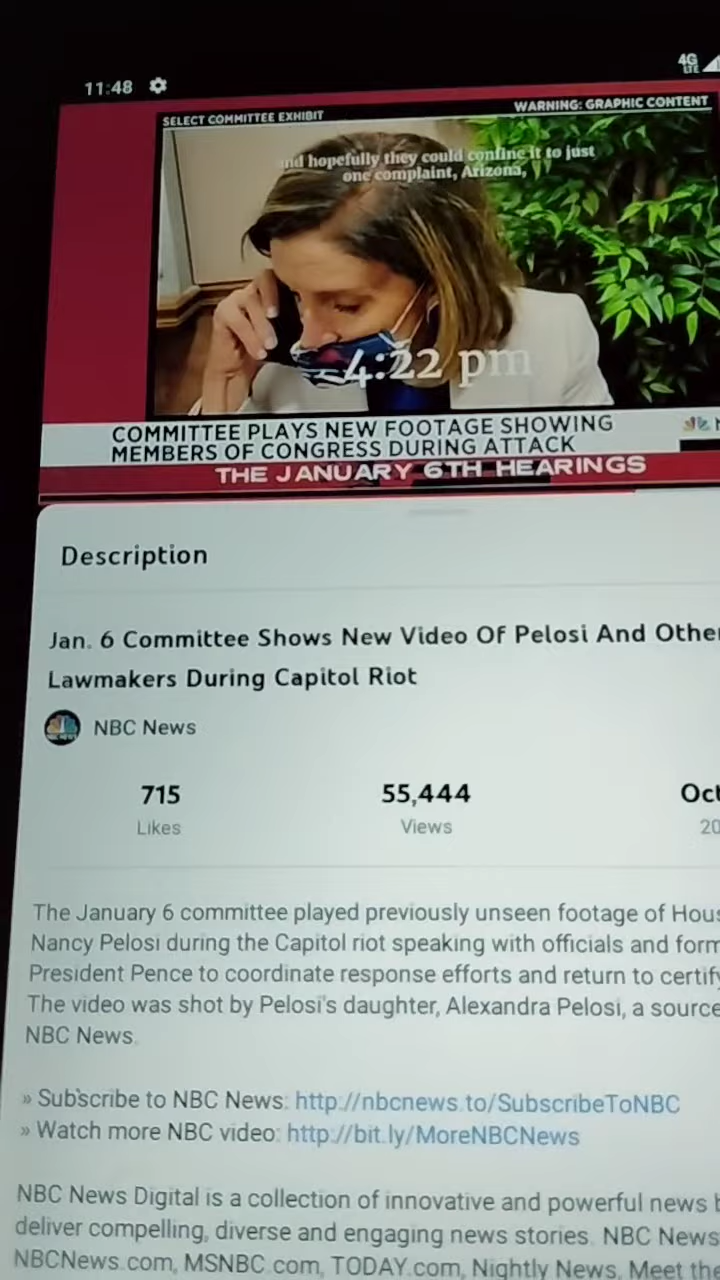 11:48
4G
LTE
SELECT COMMITTEE EXHIBIT
WARNING: GRAPHIC CONTENT
and hopefully they could confine it to just
one complaint, Arizona,
4:22 pm
COMMITTEE PLAYS NEW FOOTAGE SHOWING
MEMBERS OF CONGRESS DURING ATTACK
THE JANUARY 6TH HEARINGS
Description
Jan. 6 Committee Shows New Video Of Pelosi And Other
Lawmakers During Capitol Riot
NBC News
715
55,444
Oct
Likes
Views
20
The January 6 committee played previously unseen footage of Hous
Nancy Pelosi during the Capitol riot speaking with officials and form
President Pence to coordinate response efforts and return to certify
The video was shot by Pelosi's daughter, Alexandra Pelosi, a source
NBC News.
» Subscribe to NBC News: http://nbcnews.to/SubscribeToNBC
» Watch more NBC video: http://bit.ly/MoreNBCNews
NBC News Digital is a collection of innovative and powerful news b
deliver compelling, diverse and engaging news stories. NBC News
NBCNews.com, MSNBC.com, TODAY.com, Nightly News, Meet the